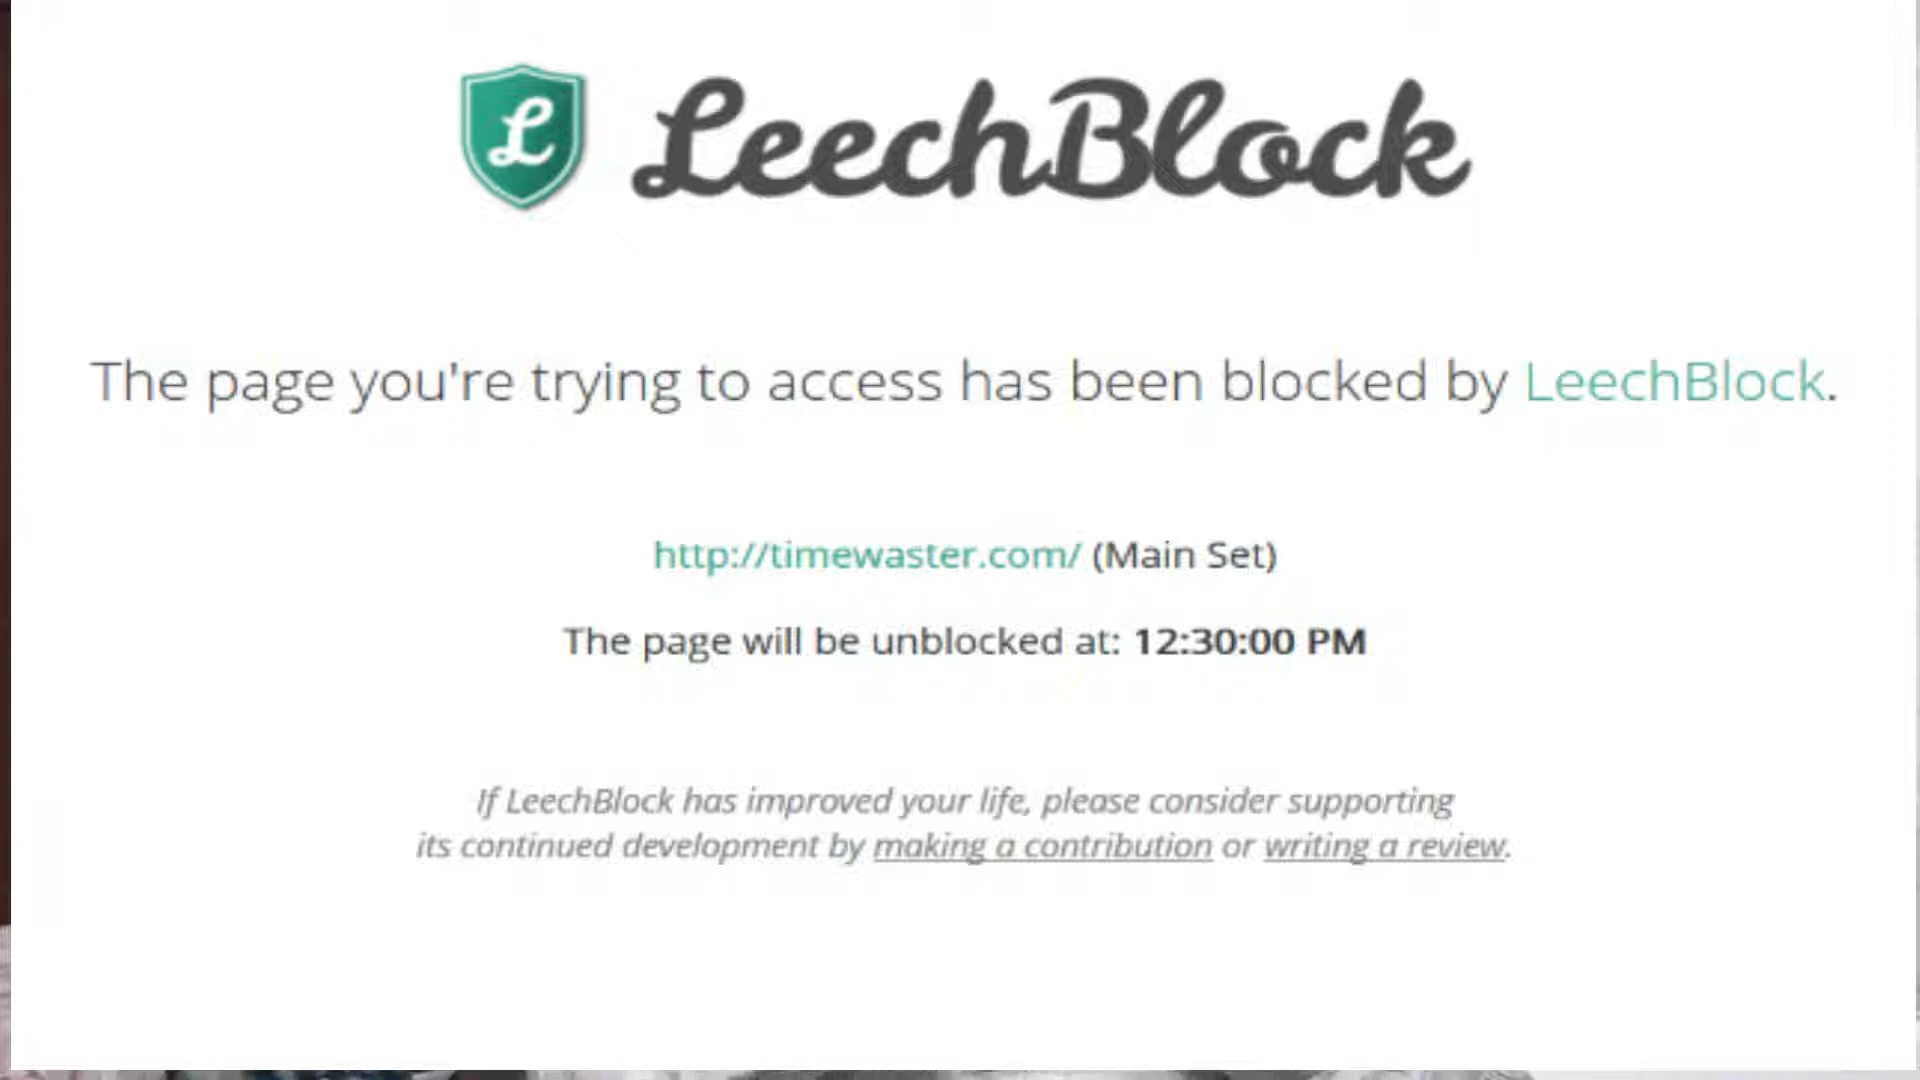 L LeechBlock
The page you're trying to access has been blocked by LeechBlock.
http://timewaster.com/ (Main Set)
The page will be unblocked at: 12:30:00 PM
If LeechBlock has improved your life, please consider supporting
its continued development by making a contribution or writing a review.